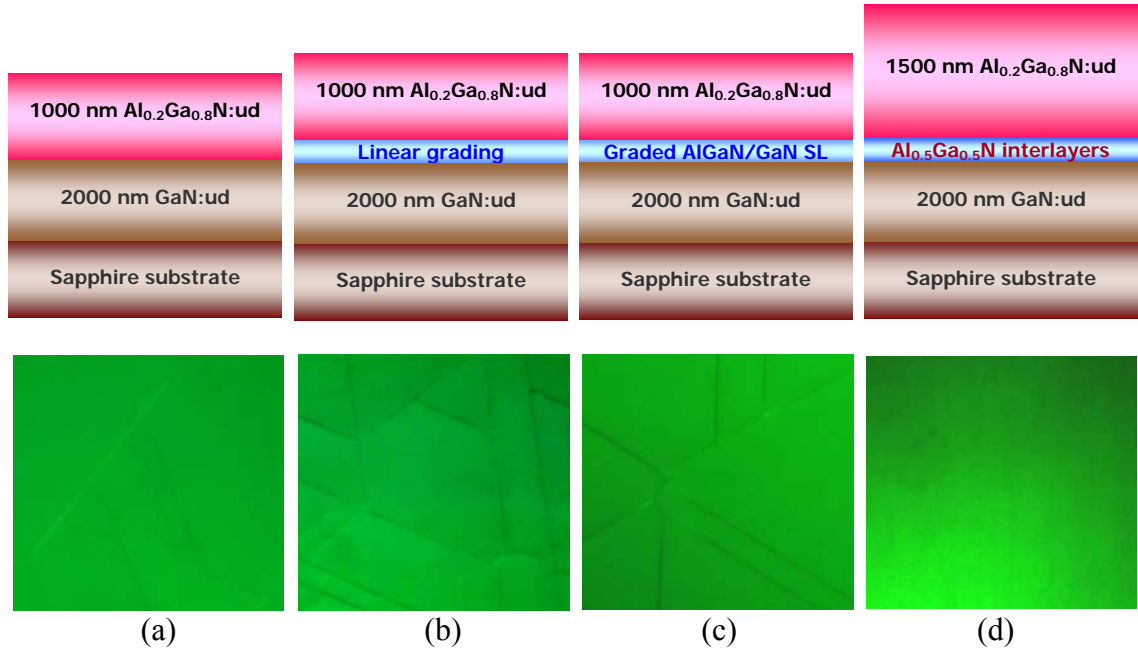 1000 nm Al₀.₂Ga₀.₈N:ud
2000 nm GaN:ud
Sapphire substrate
1000 nm Al₀.₂Ga₀.₈N:ud
Linear grading
2000 nm GaN:ud
Sapphire substrate
1000 nm Al₀.₂Ga₀.₈N:ud
Graded AlGaN/GaN SL
2000 nm GaN:ud
Sapphire substrate
1500 nm Al₀.₂Ga₀.₈N:ud
Al₀.₅Ga₀.₅N interlayers
2000 nm GaN:ud
Sapphire substrate
(a)
(b)
(c)
(d)